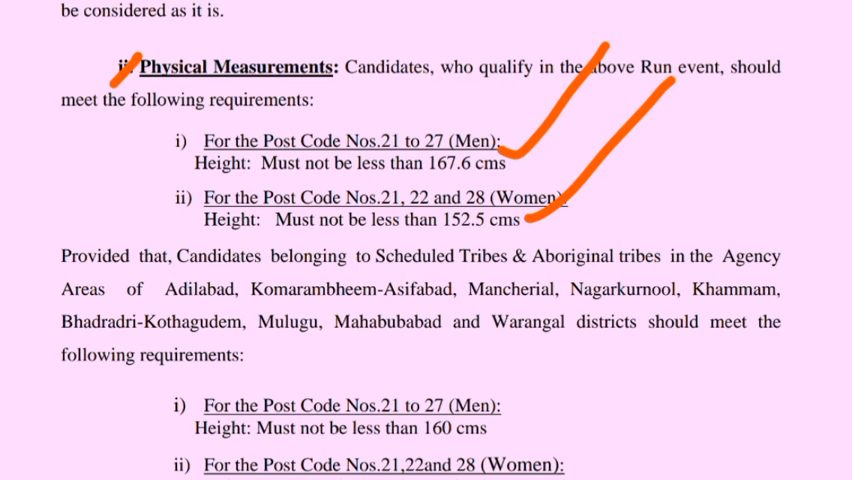 be considered as it is.
ii. Physical Measurements: Candidates, who qualify in the above Run event, should
meet the following requirements:
i) For the Post Code Nos.21 to 27 (Men):
Height: Must not be less than 167.6 cms
ii) For the Post Code Nos.21, 22 and 28 (Women):
Height: Must not be less than 152.5 cms
Provided that, Candidates belonging to Scheduled Tribes & Aboriginal tribes in the Agency
Areas of Adilabad, Komarambheem-Asifabad, Mancherial, Nagarkurnool, Khammam,
Bhadradri-Kothagudem, Mulugu, Mahabubabad and Warangal districts should meet the
following requirements:
i) For the Post Code Nos.21 to 27 (Men):
Height: Must not be less than 160 cms
ii) For the Post Code Nos.21,22and 28 (Women):